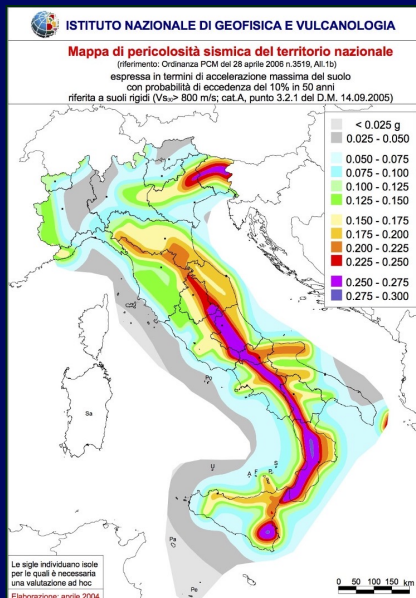 ISTITUTO NAZIONALE DI GEOFISICA E VULCANOLOGIA
Mappa di pericolosità sismica del territorio nazionale
(riferimento: Ordinanza PCM del 28 aprile 2006 n.3519, All.1b)
espressa in termini di accelerazione massima del suolo
con probabilità di eccedenza del 10% in 50 anni
riferita a suoli rigidi (Vs₃₀> 800 m/s; cat.A, punto 3.2.1 del D.M. 14.09.2005)
< 0.025 g
0.025 - 0.050
0.050 - 0.075
0.075 - 0.100
0.100 - 0.125
0.125 - 0.150
0.150 - 0.175
0.175 - 0.200
0.200 - 0.225
0.225 - 0.250
0.250 - 0.275
0.275 - 0.300
Sa
Po
U
A
F
P
S
Pa
Pe
Le sigle individuano isole
per le quali è necessaria
una valutazione ad hoc
Elaborazione: aprile 2004
0 50 100 150 km